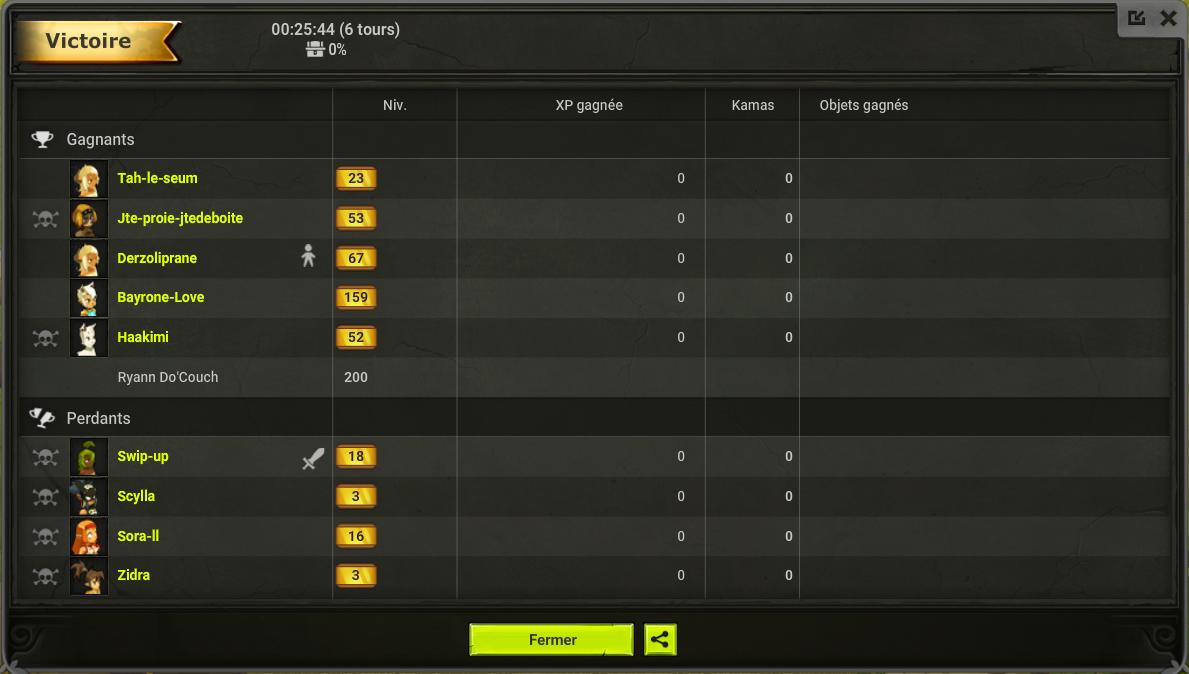 Victoire
00:25:44 (6 tours)
0%
Niv. XP gagnée Kamas Objets gagnés
Gagnants
Tah-le-seum 23 0 0
Jte-proie-jtedeboite 53 0 0
Derzoliprane 67 0 0
Bayrone-Love 159 0 0
Haakimi 52 0 0
Ryann Do'Couch 200
Perdants
Swip-up 18 0 0
Scylla 3 0 0
Sora-ll 16 0 0
Zidra 3 0 0
Fermer